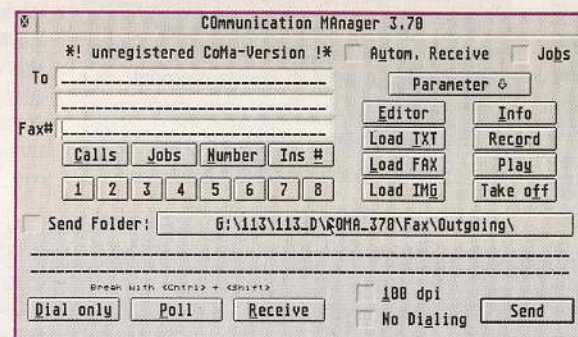 COmmunication MAnager 3.70
*! unregistered CoMa-Version !*
Autom. Receive
Jobs
To
Parameter ⇩
Editor
Info
Fax#
Load TXT
Record
Calls
Jobs
Number
Ins #
Load FAX
Play
1 2 3 4 5 6 7 8
Load IMG
Take off
Send Folder:
G:\113\113_D\COMA_370\Fax\Outgoing\
Break with <Cntrl> + <Shift>
100 dpi
Dial only
Poll
Receive
No Dialing
Send